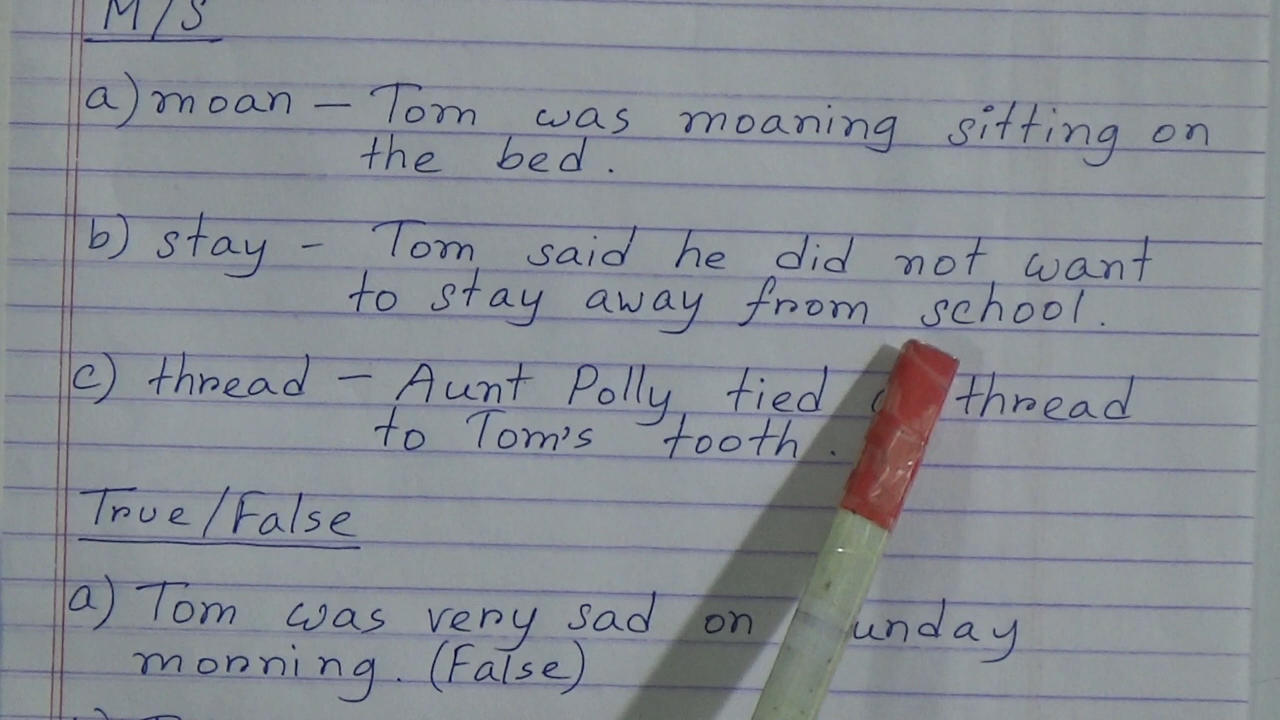 M/S
a) moan - Tom was moaning sitting on
the bed.
b) stay - Tom said he did not want
to stay away from school.
c) thread - Aunt Polly tied thread
to Tom's tooth.
True/False
a) Tom was very sad on unday
morning. (False)